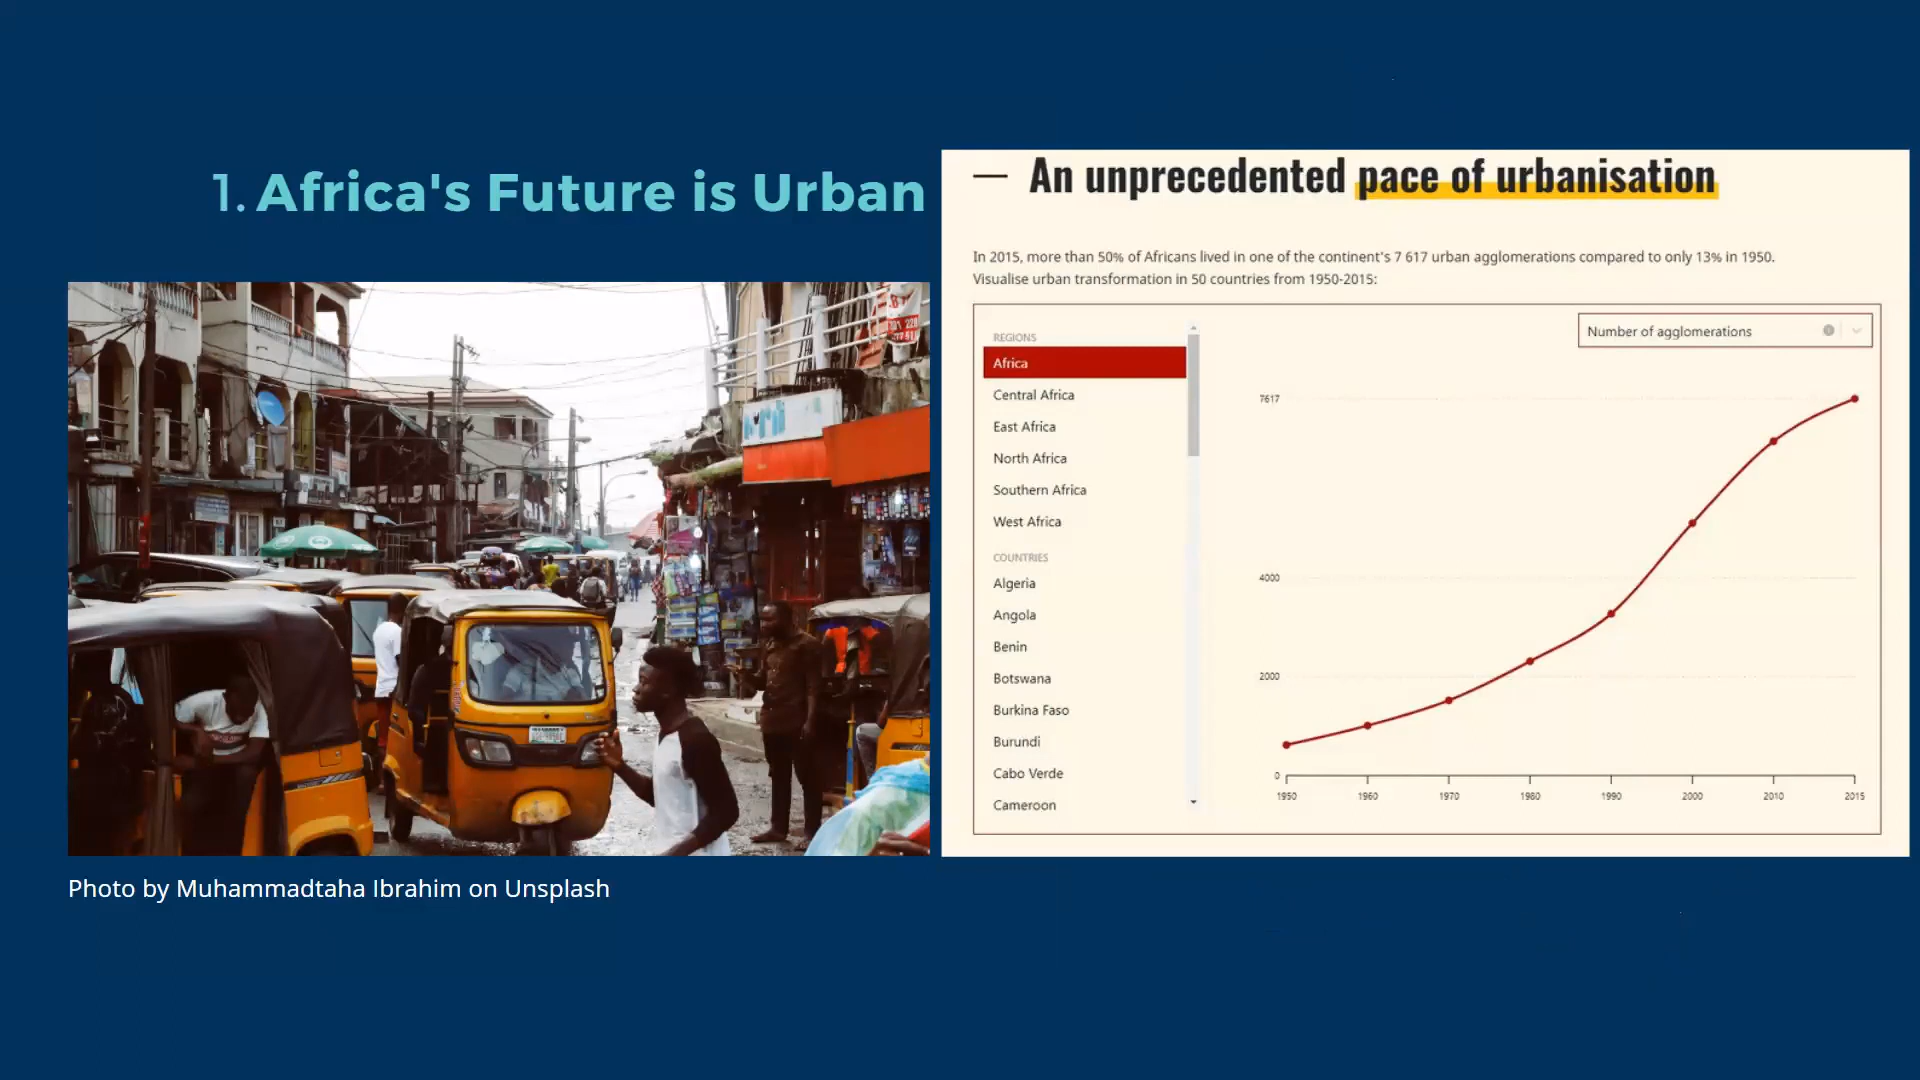 1. Africa's Future is Urban
Photo by Muhammadtaha Ibrahim on Unsplash
— An unprecedented pace of urbanisation
In 2015, more than 50% of Africans lived in one of the continent's 7 617 urban agglomerations compared to only 13% in 1950.
Visualise urban transformation in 50 countries from 1950-2015:
REGIONS
Africa
Central Africa
East Africa
North Africa
Southern Africa
West Africa
COUNTRIES
Algeria
Angola
Benin
Botswana
Burkina Faso
Burundi
Cabo Verde
Cameroon
Number of agglomerations
7617
4000
2000
0
1950 1960 1970 1980 1990 2000 2010 2015